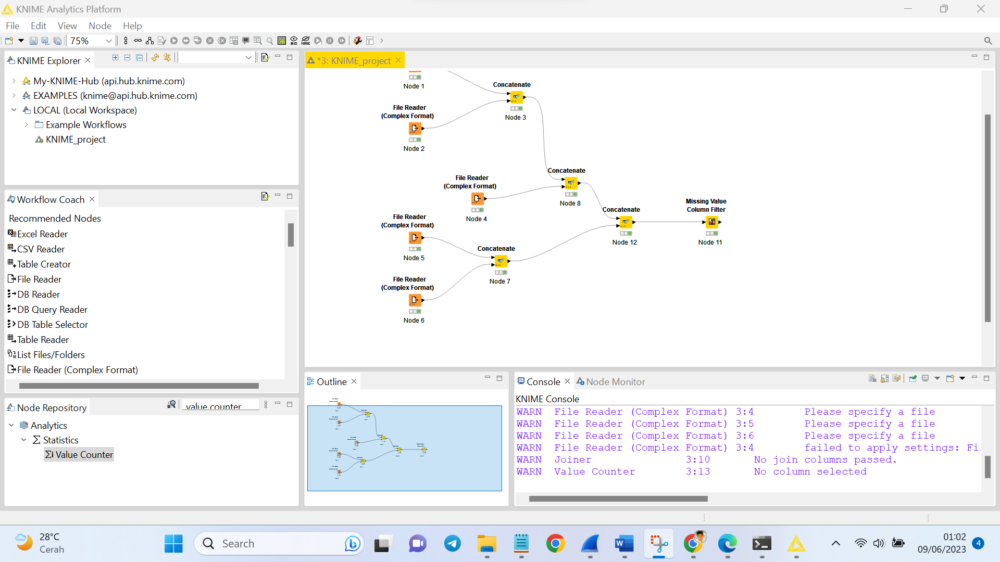 KNIME Analytics Platform
File Edit View Node Help
75%
KNIME Explorer
My-KNIME-Hub (api.hub.knime.com)
EXAMPLES (knime@api.hub.knime.com)
LOCAL (Local Workspace)
Example Workflows
KNIME_project
Workflow Coach
Recommended Nodes
Excel Reader
CSV Reader
Table Creator
File Reader
DB Reader
DB Query Reader
DB Table Selector
Table Reader
List Files/Folders
File Reader (Complex Format)
Node Repository
value counter
Analytics
Statistics
Value Counter
*3: KNIME_project
Node 1
Concatenate
Node 3
File Reader
(Complex Format)
Node 2
Concatenate
Node 8
File Reader
(Complex Format)
Node 4
Concatenate
Node 12
Missing Value
Column Filter
Node 11
File Reader
(Complex Format)
Node 5
Concatenate
Node 7
File Reader
(Complex Format)
Node 6
Outline
Console
Node Monitor
KNIME Console
WARN File Reader (Complex Format) 3:4 Please specify a file
WARN File Reader (Complex Format) 3:5 Please specify a file
WARN File Reader (Complex Format) 3:6 Please specify a file
WARN File Reader (Complex Format) 3:4 failed to apply settings: Fi
WARN Joiner 3:10 No join columns passed.
WARN Value Counter 3:13 No column selected
28°C
Cerah
Search
01:02
09/06/2023
4